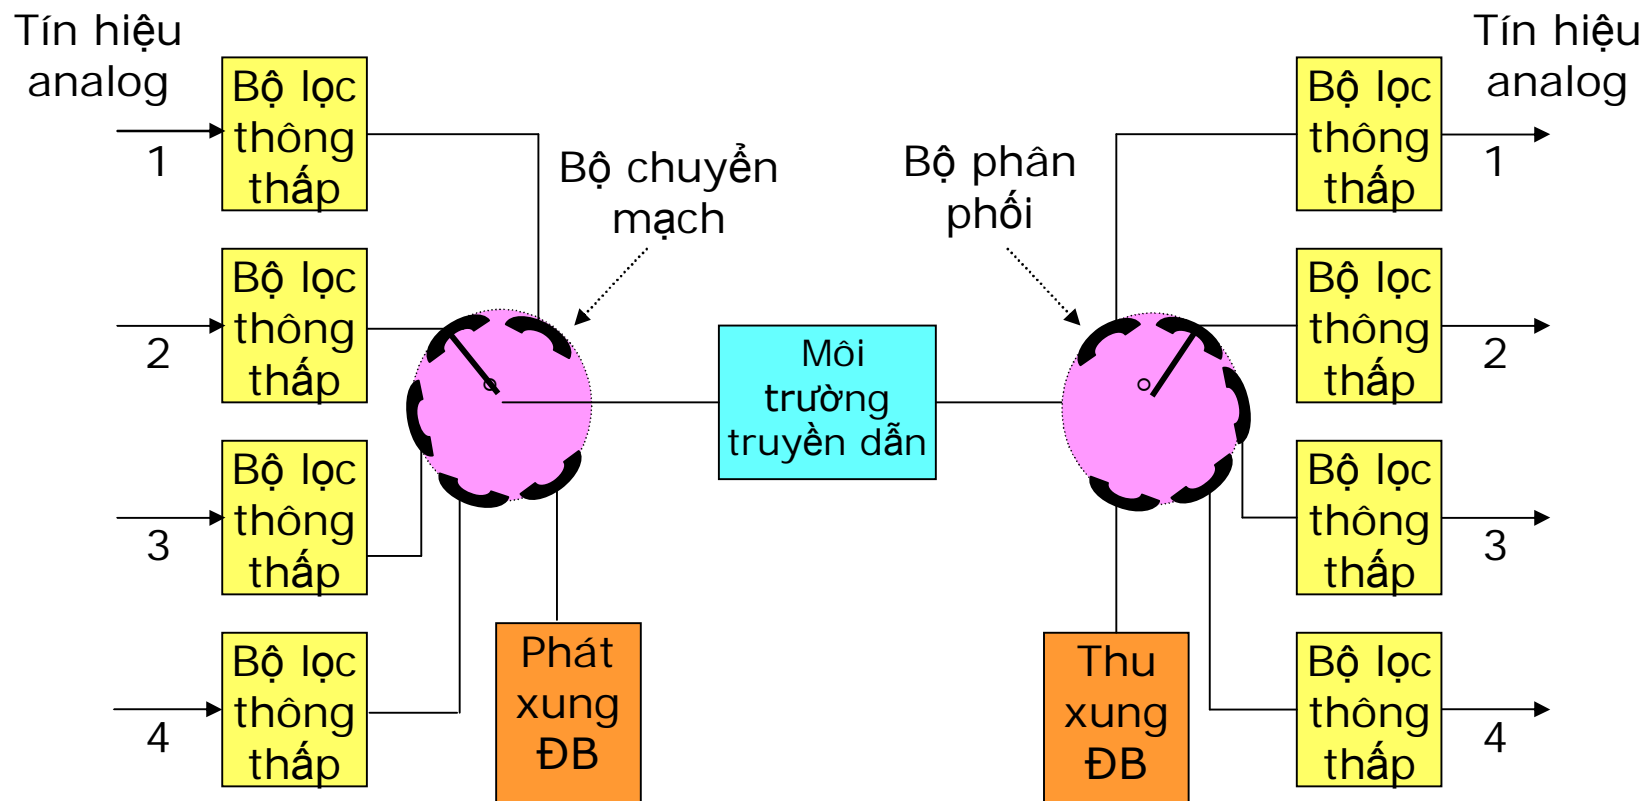 Tín hiệu
analog
Bộ lọc
thông
thấp
1
Bộ lọc
thông
thấp
2
Bộ lọc
thông
thấp
3
Bộ lọc
thông
thấp
4
Bộ chuyển
mạch
Phát
xung
ĐB
Môi
trường
truyền dẫn
Bộ phân
phối
Thu
xung
ĐB
Tín hiệu
analog
Bộ lọc
thông
thấp
1
Bộ lọc
thông
thấp
2
Bộ lọc
thông
thấp
3
Bộ lọc
thông
thấp
4